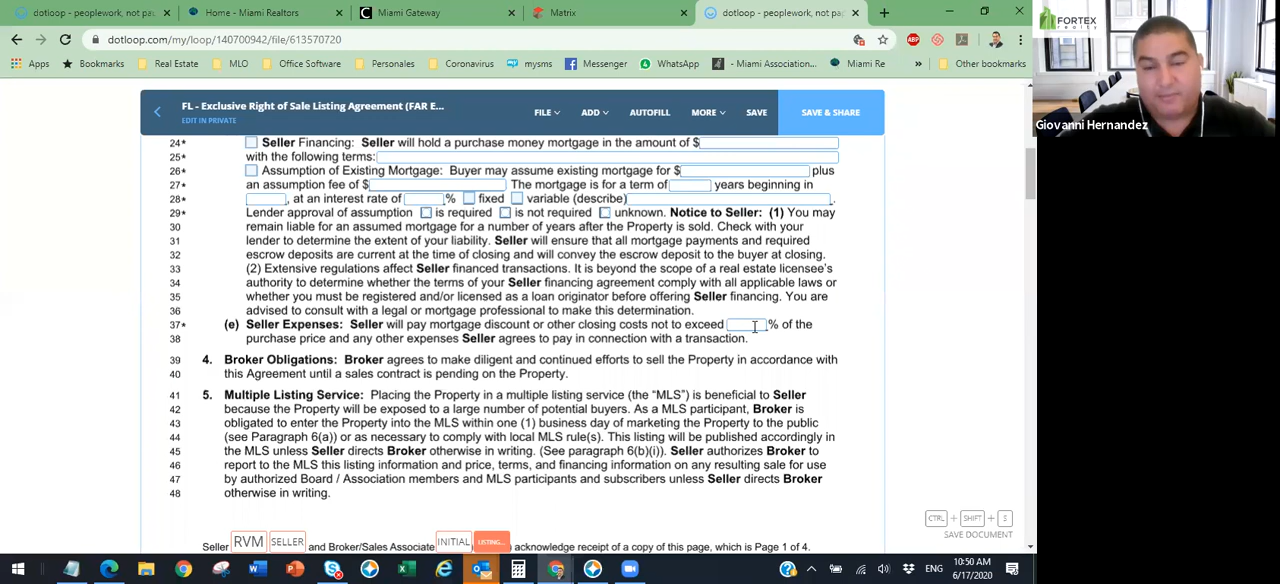 dotloop – peoplework, not pa
Home - Miami Realtors
Miami Gateway
Matrix
dotloop – peoplework, not pap
dotloop.com/my/loop/140700942/file/613570720
Apps Bookmarks Real Estate MLO Office Software Personales Coronavirus mysms Messenger WhatsApp - Miami Association... Miami Re » Other bookmarks
FORTEX
realty
Giovanni Hernandez
FL - Exclusive Right of Sale Listing Agreement (FAR E...
EDIT IN PRIVATE
FILE ADD AUTOFILL MORE SAVE SAVE & SHARE
24* Seller Financing: Seller will hold a purchase money mortgage in the amount of $
25* with the following terms:
26* Assumption of Existing Mortgage: Buyer may assume existing mortgage for $ plus
27* an assumption fee of $ The mortgage is for a term of years beginning in
28* , at an interest rate of % fixed variable (describe) .
29* Lender approval of assumption is required is not required unknown. Notice to Seller: (1) You may
30 remain liable for an assumed mortgage for a number of years after the Property is sold. Check with your
31 lender to determine the extent of your liability. Seller will ensure that all mortgage payments and required
32 escrow deposits are current at the time of closing and will convey the escrow deposit to the buyer at closing.
33 (2) Extensive regulations affect Seller financed transactions. It is beyond the scope of a real estate licensee's
34 authority to determine whether the terms of your Seller financing agreement comply with all applicable laws or
35 whether you must be registered and/or licensed as a loan originator before offering Seller financing. You are
36 advised to consult with a legal or mortgage professional to make this determination.
37* (e) Seller Expenses: Seller will pay mortgage discount or other closing costs not to exceed % of the
38 purchase price and any other expenses Seller agrees to pay in connection with a transaction.
39 4. Broker Obligations: Broker agrees to make diligent and continued efforts to sell the Property in accordance with
40 this Agreement until a sales contract is pending on the Property.
41 5. Multiple Listing Service: Placing the Property in a multiple listing service (the “MLS”) is beneficial to Seller
42 because the Property will be exposed to a large number of potential buyers. As a MLS participant, Broker is
43 obligated to enter the Property into the MLS within one (1) business day of marketing the Property to the public
44 (see Paragraph 6(a)) or as necessary to comply with local MLS rule(s). This listing will be published accordingly in
45 the MLS unless Seller directs Broker otherwise in writing. (See paragraph 6(b)(i)). Seller authorizes Broker to
46 report to the MLS this listing information and price, terms, and financing information on any resulting sale for use
47 by authorized Board / Association members and MLS participants and subscribers unless Seller directs Broker
48 otherwise in writing.
CTRL + SHIFT + S
SAVE DOCUMENT
Seller RVM SELLER and Broker/Sales Associate INITIAL LISTING... acknowledge receipt of a copy of this page, which is Page 1 of 4.
ENG
10:50 AM
6/17/2020